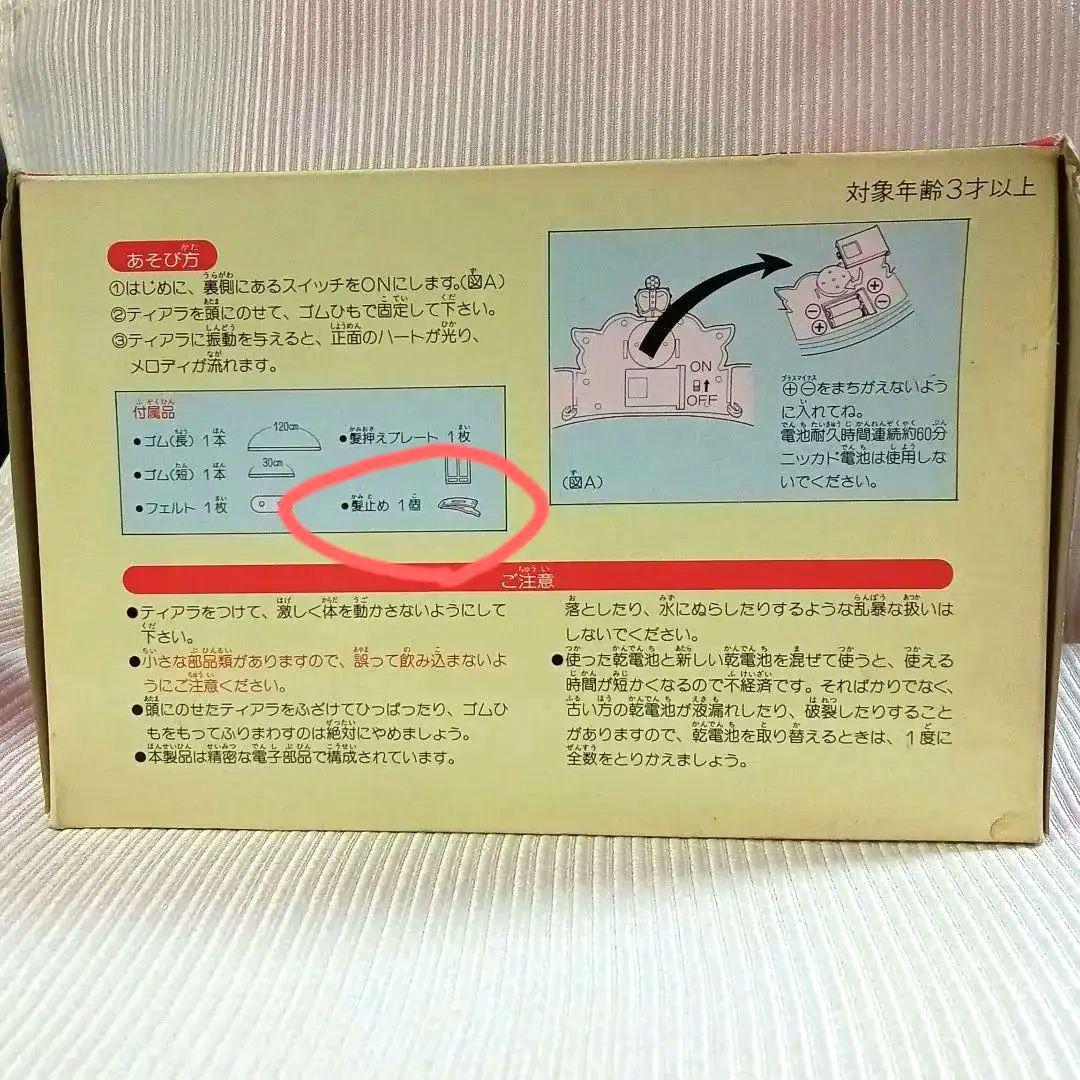 対象年齢3才以上
あそび方
①はじめに、裏側にあるスイッチをONにします。(図A)
②ティアラを頭にのせて、ゴムひもで固定して下さい。
③ティアラに振動を与えると、正面のハートが光り、
メロディが流れます。
付属品
●ゴム(長) 1本 120cm
●ゴム(短) 1本 30cm
●フェルト 1枚
●髪押えプレート 1枚
●髪止め 1個
ON
OFF
(図A)
⊕⊖をまちがえないよう
に入れてね。
電池耐久時間連続約60分
ニッカド電池は使用しな
いでください。
ご注意
●ティアラをつけて、激しく体を動かさないようにして
下さい。
●小さな部品類がありますので、誤って飲み込まないよ
うにご注意ください。
●頭にのせたティアラをふざけてひっぱったり、ゴムひ
もをもってふりまわすのは絶対にやめましょう。
●本製品は精密な電子部品で構成されています。
落としたり、水にぬらしたりするような乱暴な扱いは
しないでください。
●使った乾電池と新しい乾電池を混ぜて使うと、使える
時間が短かくなるので不経済です。そればかりでなく、
古い方の乾電池が液漏れしたり、破裂したりすること
がありますので、乾電池を取り替えるときは、1度に
全数をとりかえましょう。